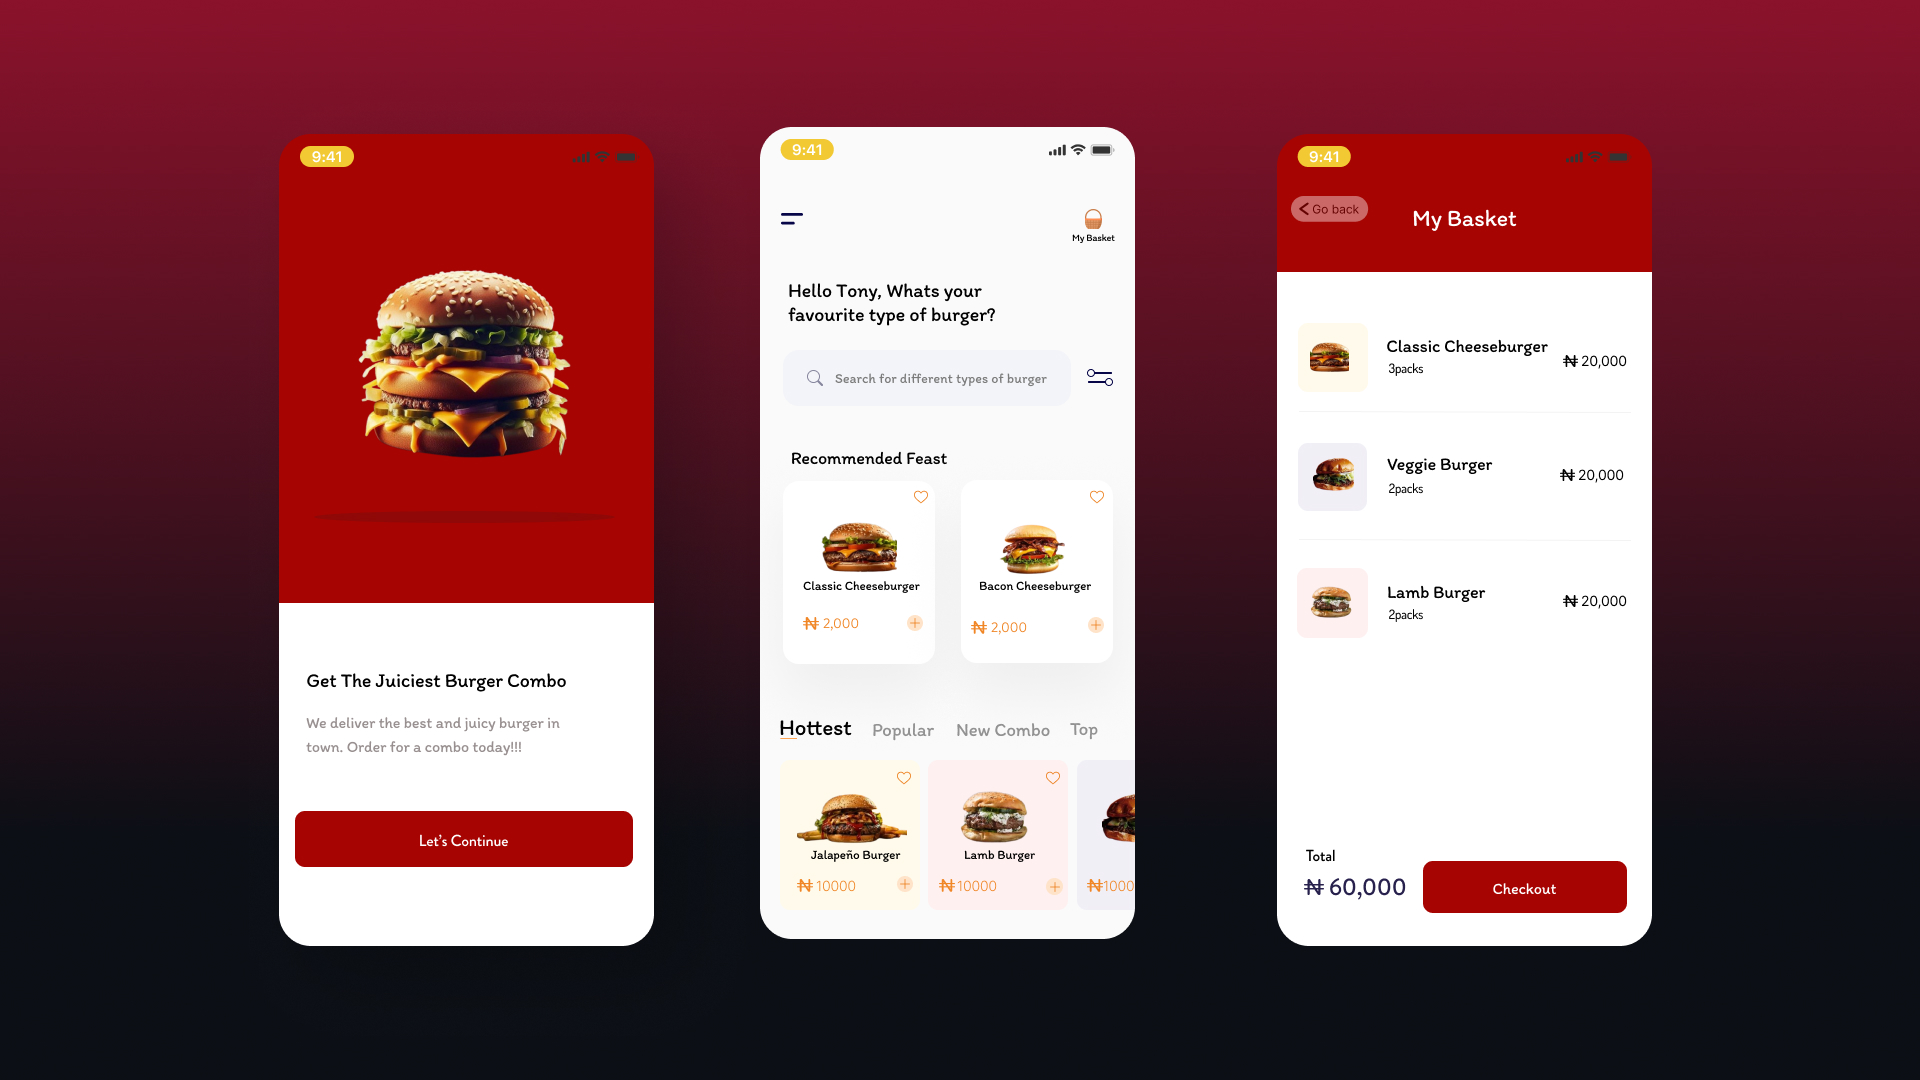 9:41
Get The Juiciest Burger Combo
We deliver the best and juicy burger in
town. Order for a combo today!!!
Let's Continue
9:41
My Basket
Hello Tony, Whats your
favourite type of burger?
Search for different types of burger
Recommended Feast
Classic Cheeseburger
₦ 2,000
Bacon Cheeseburger
₦ 2,000
Hottest Popular New Combo Top
Jalapeño Burger
₦ 10000
Lamb Burger
₦ 10000
₦1000
9:41
Go back
My Basket
Classic Cheeseburger
3packs
₦ 20,000
Veggie Burger
2packs
₦ 20,000
Lamb Burger
2packs
₦ 20,000
Total
₦ 60,000
Checkout